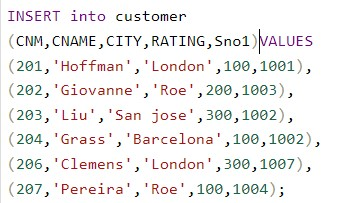 INSERT into customer
(CNM,CNAME,CITY,RATING,Sno1)VALUES
(201,'Hoffman','London',100,1001),
(202,'Giovanne','Roe',200,1003),
(203,'Liu','San jose',300,1002),
(204,'Grass','Barcelona',100,1002),
(206,'Clemens','London',300,1007),
(207,'Pereira','Roe',100,1004);